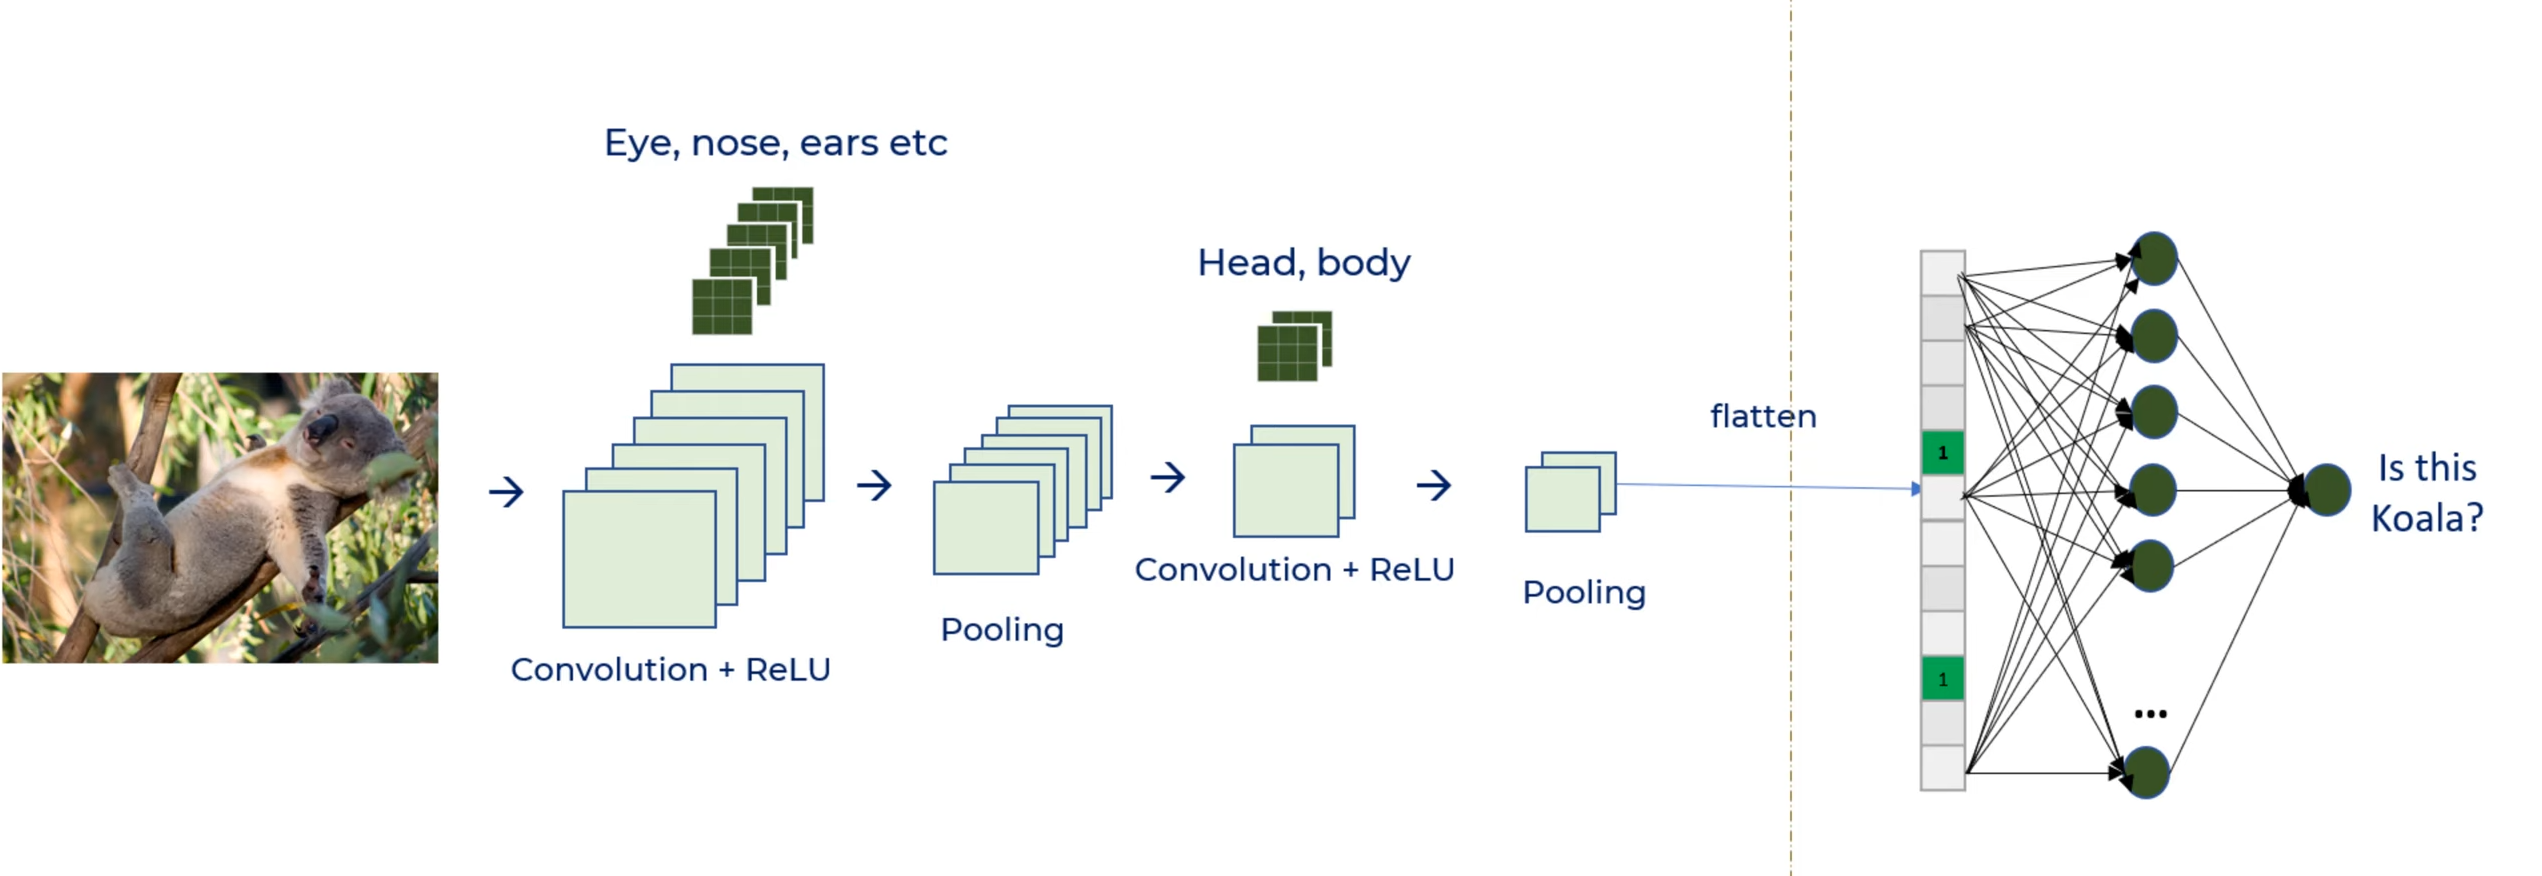 Eye, nose, ears etc
Head, body
flatten
1
Is this
Koala?
Convolution + ReLU
Pooling
Pooling
Convolution + ReLU
1
...